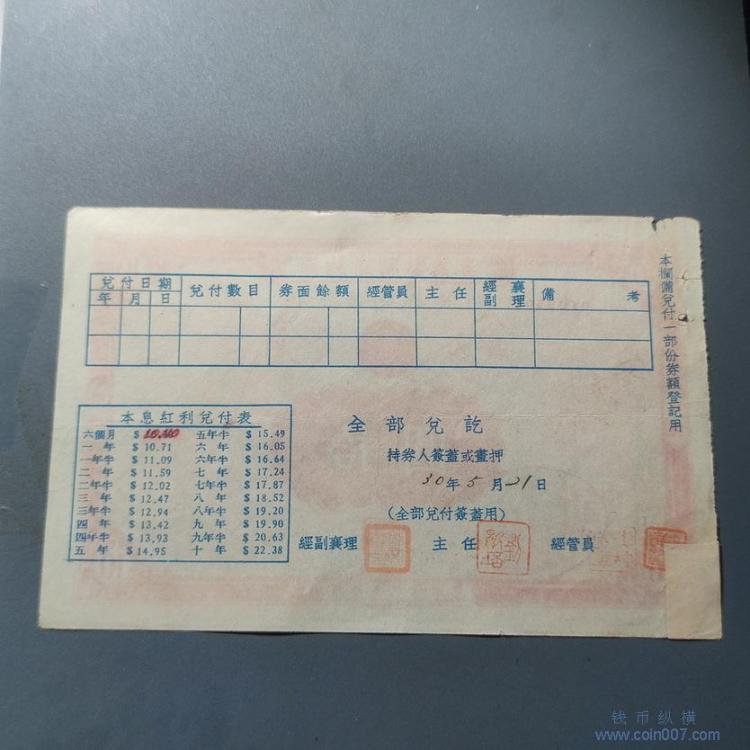 本欄備兌付一部份券額登記用
兌付日期 兌付數目 券面餘額 經管員 主任 經副襄理 備考
年 月 日
本息紅利兌付表
六個月 $ 五年半 $ 15.49
一年 $ 10.71 六年 $ 16.05
一年半 $ 11.09 六年半 $ 16.64
二年 $ 11.59 七年 $ 17.24
二年半 $ 12.02 七年半 $ 17.87
三年 $ 12.47 八年 $ 18.52
三年半 $ 12.94 八年半 $ 19.20
四年 $ 13.42 九年 $ 19.90
四年半 $ 13.93 九年半 $ 20.63
五年 $ 14.95 十年 $ 22.38
全部兌訖
持券人簽蓋或畫押
30年5月21日
(全部兌付簽蓋用)
經副襄理 主任 經管員
钱币纵横
www.coin007.com